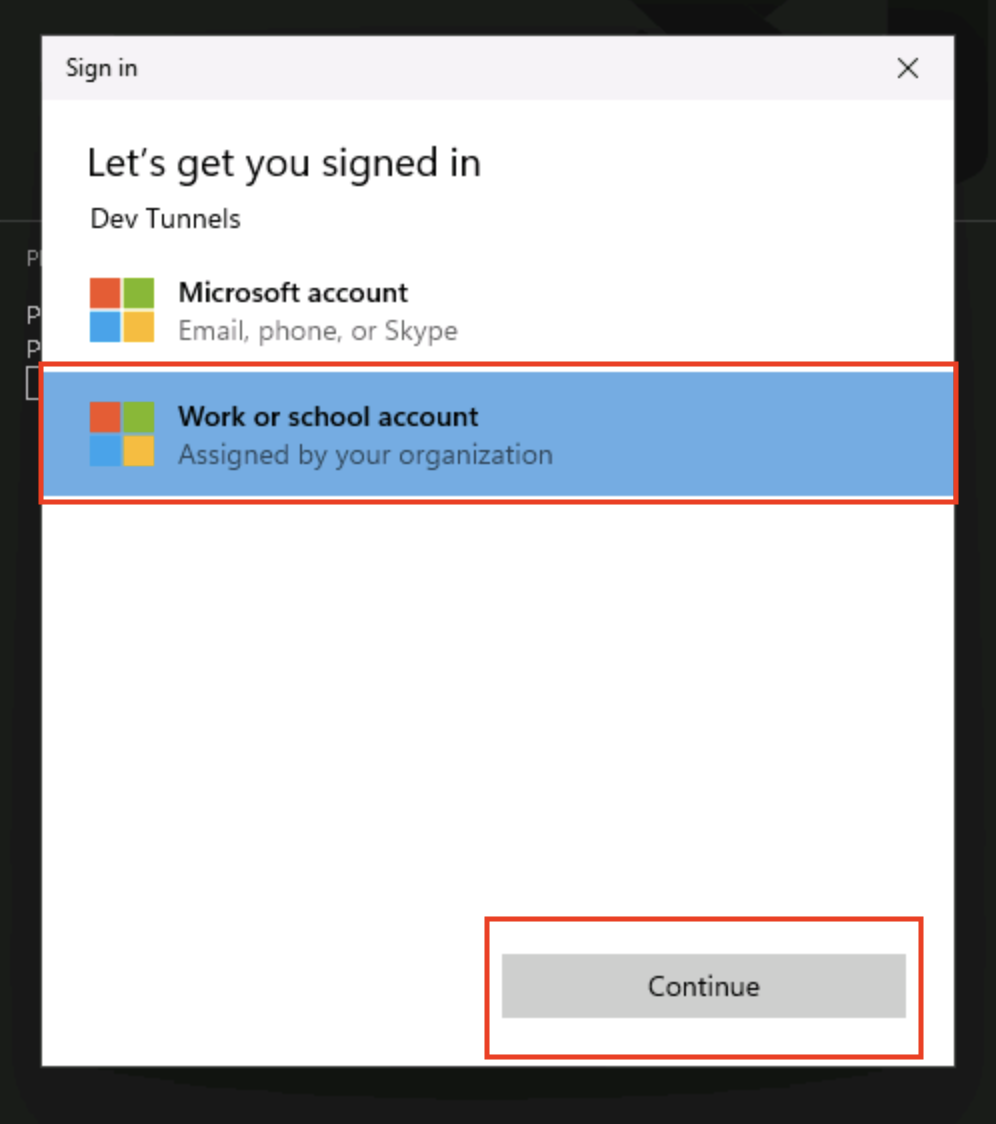 Sign in
Let's get you signed in
Dev Tunnels
Microsoft account
Email, phone, or Skype
Work or school account
Assigned by your organization
Continue